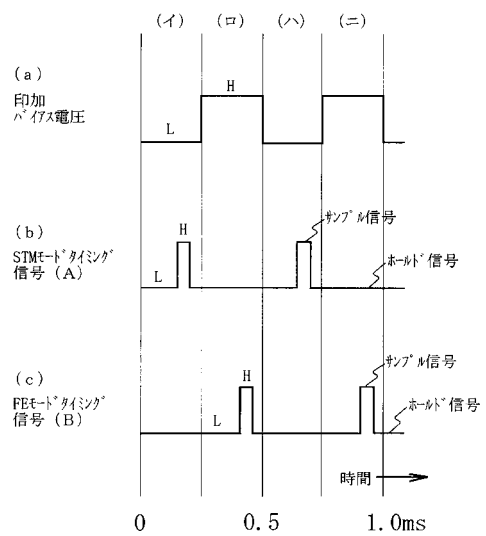 (イ) (ロ) (ハ) (ニ)
(a)
印加
バイアス電圧
H
L
(b)
STMモードタイミング
信号 (A)
H
L
サンプル信号
ホールド信号
(c)
FEモードタイミング
信号 (B)
H
L
サンプル信号
ホールド信号
時間
0 0.5 1.0ms